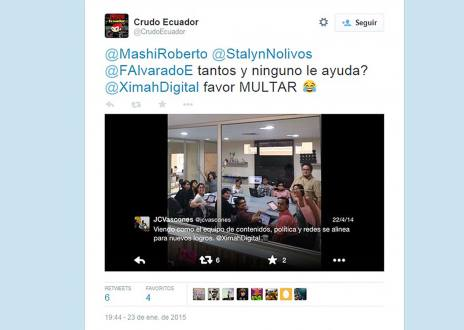 Crudo Ecuador
@CrudoEcuador
Seguir
@MashiRoberto @StalynNolivos
@FAlvaradoE tantos y ninguno le ayuda?
@XimahDigital favor MULTAR 😂
JCVascones @jcvascones 22/4/14
Viendo como el equipo de contenidos, política y redes se alinea
para nuevos logros. @XimahDigital
6 2
RETWEETS FAVORITOS
6 4
19:44 - 23 de ene. de 2015